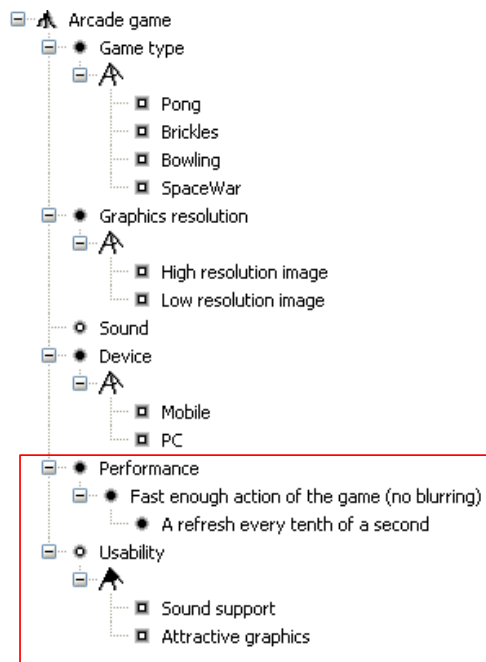 Arcade game
Game type
Pong
Brickles
Bowling
SpaceWar
Graphics resolution
High resolution image
Low resolution image
Sound
Device
Mobile
PC
Performance
Fast enough action of the game (no blurring)
A refresh every tenth of a second
Usability
Sound support
Attractive graphics